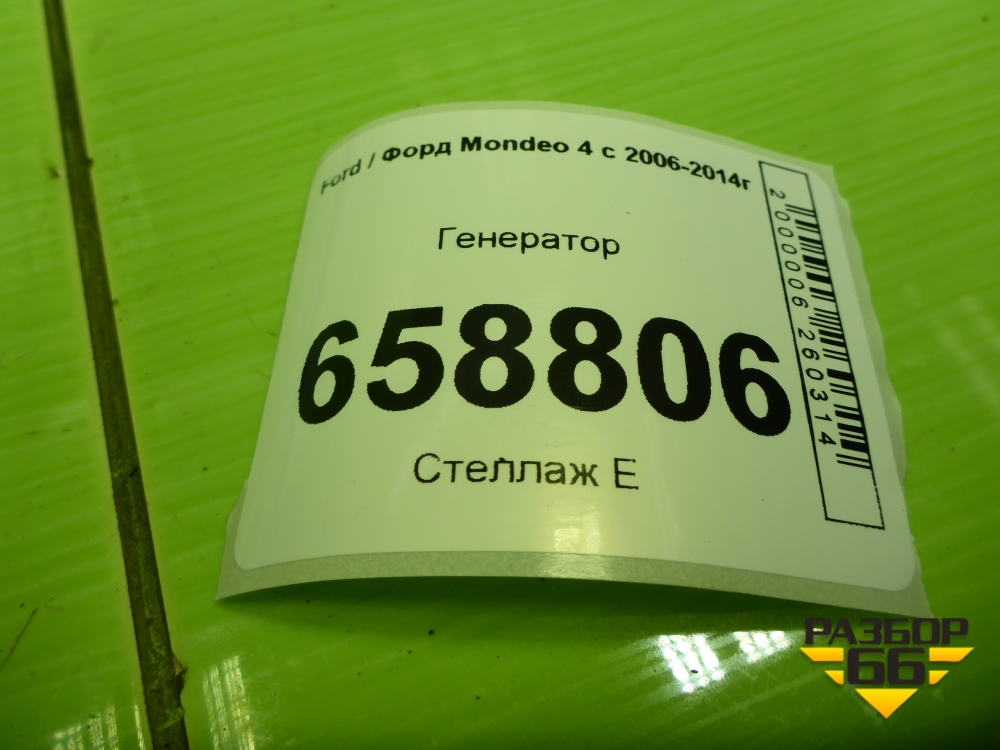 Ford / Форд Mondeo 4 с 2006-2014г
Генератор
658806
Стеллаж Е
2000006260314
РАЗБОР
66